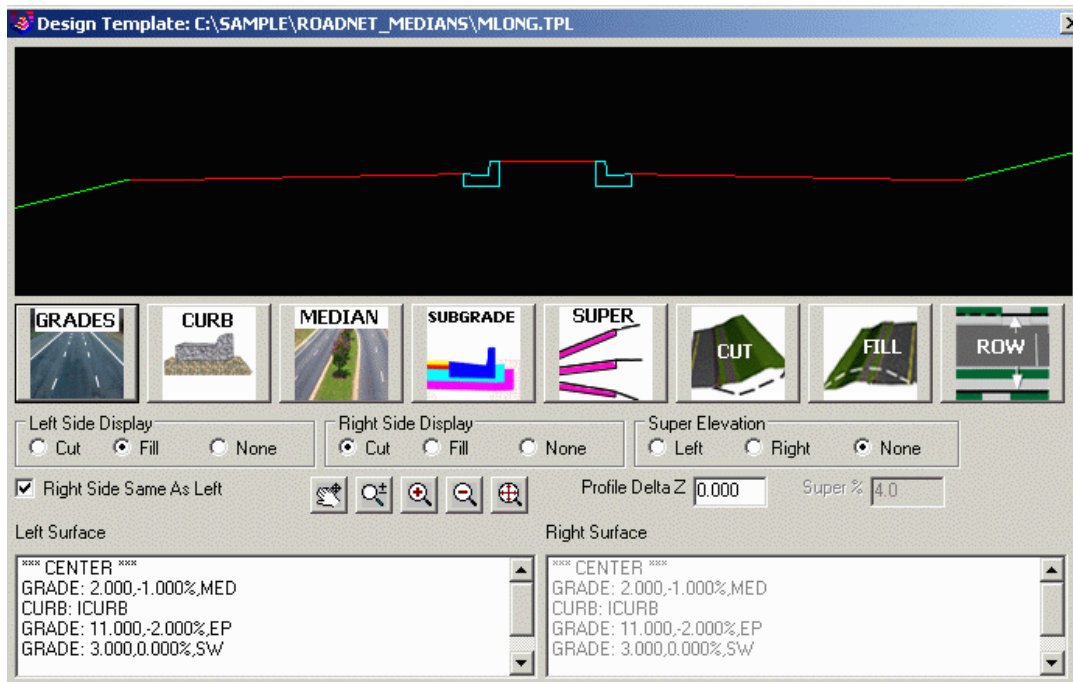 Design Template: C:\SAMPLE\ROADNET_MEDIANS\MLONG.TPL
GRADES CURB MEDIAN SUBGRADE SUPER CUT FILL ROW
Left Side Display Right Side Display Super Elevation
Cut Fill None Cut Fill None Left Right None
Right Side Same As Left Profile Delta Z 0.000 Super % 4.0
Left Surface Right Surface
*** CENTER ***
GRADE: 2.000,-1.000%,MED
CURB: ICURB
GRADE: 11.000,-2.000%,EP
GRADE: 3.000,0.000%,SW
*** CENTER ***
GRADE: 2.000,-1.000%,MED
CURB: ICURB
GRADE: 11.000,-2.000%,EP
GRADE: 3.000,0.000%,SW